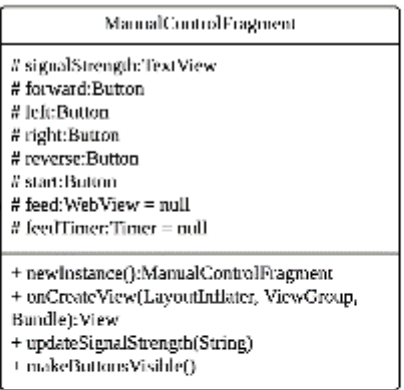 ManualControlFragment
# signalStrength:TextView
# forward:Button
# left:Button
# right:Button
# reverse:Button
# start:Button
# feed:WebView = null
# feedTimer:Timer = null
+ newInstance():ManualControlFragment
+ onCreateView(LayoutInflater, ViewGroup,
Bundle):View
+ updateSignalStrength(String)
+ makeButtonsVisible()